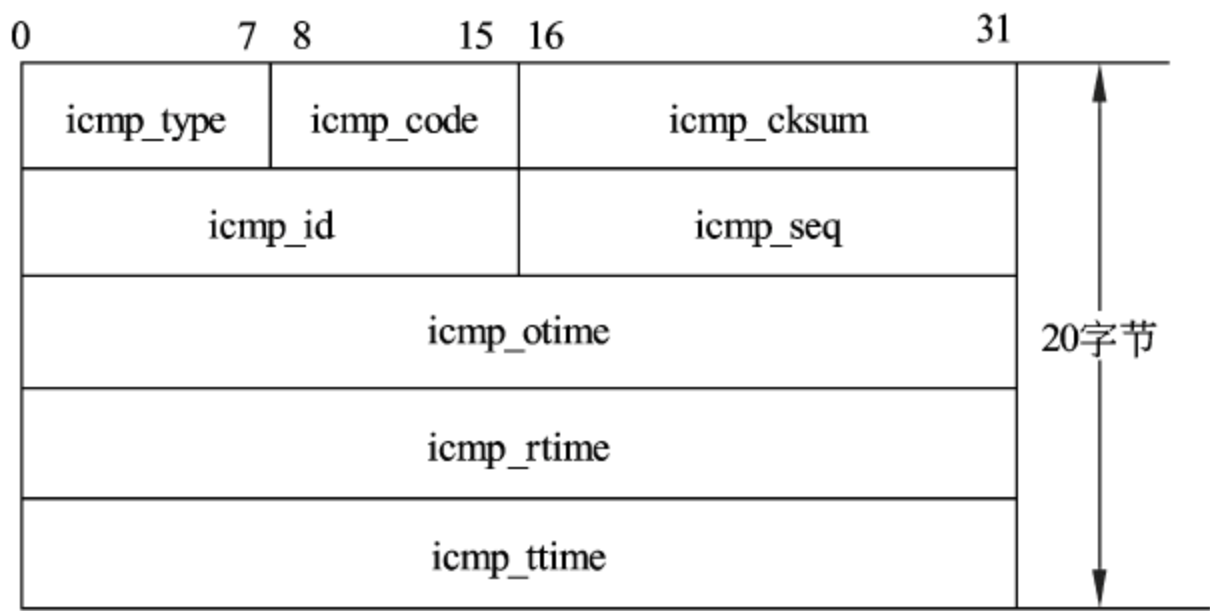 0 7 8 15 16 31
icmp_type icmp_code icmp_cksum
icmp_id icmp_seq
icmp_otime
20字节
icmp_rtime
icmp_ttime